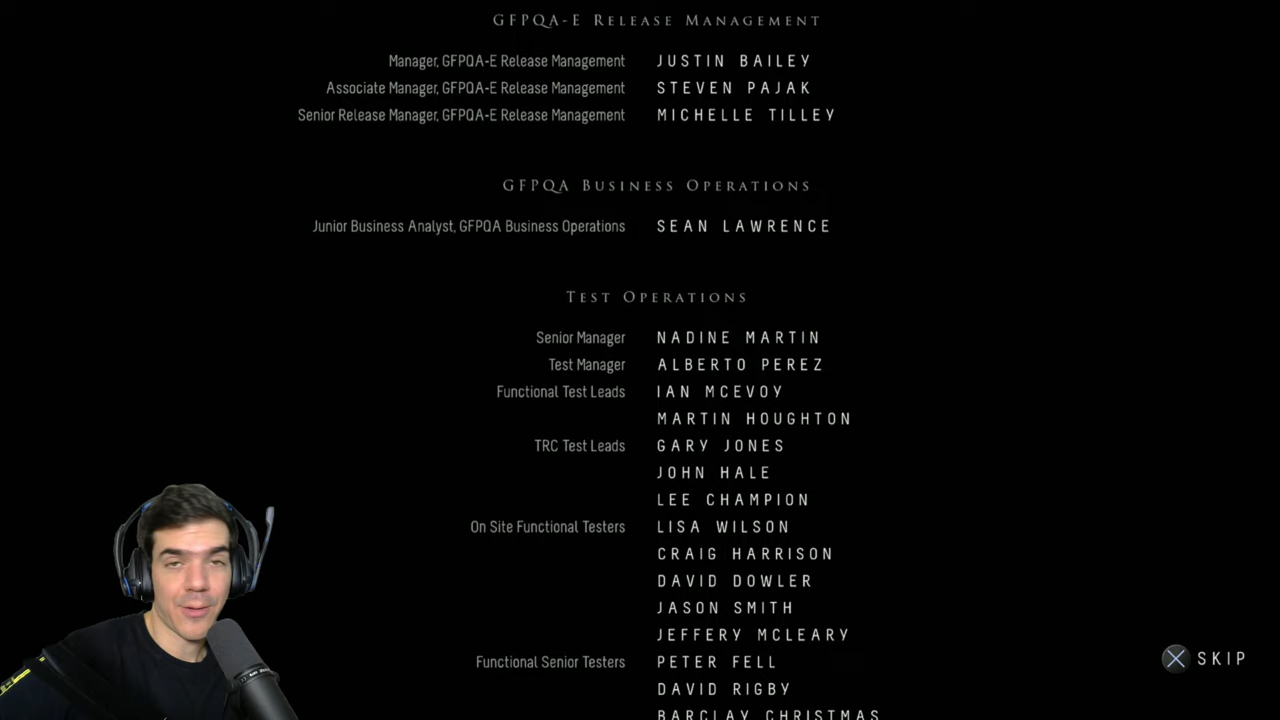 GFPQA-E Release Management
Manager, GFPQA-E Release Management JUSTIN BAILEY
Associate Manager, GFPQA-E Release Management STEVEN PAJAK
Senior Release Manager, GFPQA-E Release Management MICHELLE TILLEY
GFPQA Business Operations
Junior Business Analyst, GFPQA Business Operations SEAN LAWRENCE
Test Operations
Senior Manager NADINE MARTIN
Test Manager ALBERTO PEREZ
Functional Test Leads IAN MCEVOY
MARTIN HOUGHTON
TRC Test Leads GARY JONES
JOHN HALE
LEE CHAMPION
On Site Functional Testers LISA WILSON
CRAIG HARRISON
DAVID DOWLER
JASON SMITH
JEFFERY MCLEARY
SKIP
Functional Senior Testers PETER FELL
DAVID RIGBY
BARCLAY CHRISTMAS